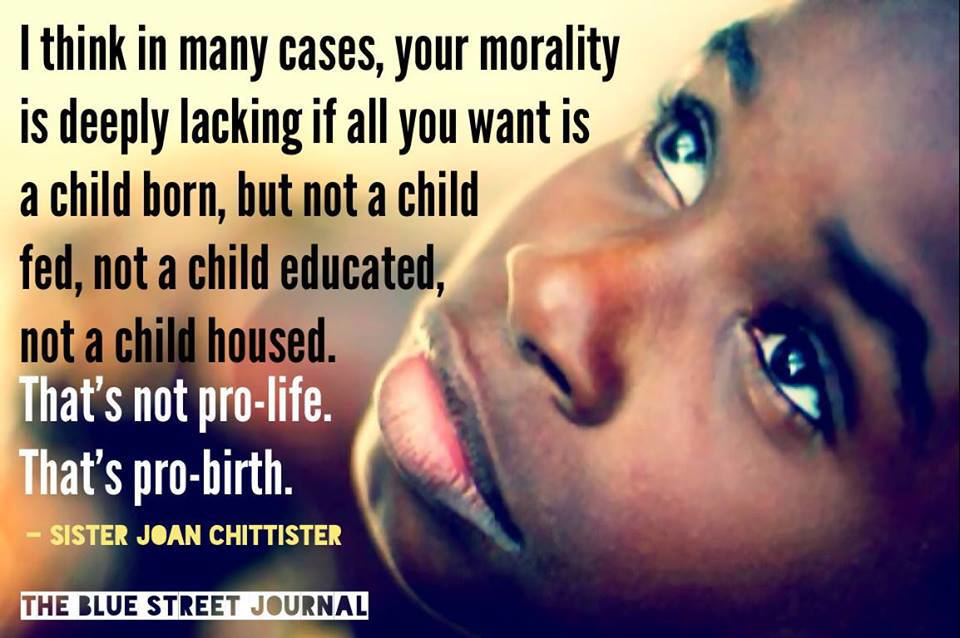 I think in many cases, your morality
is deeply lacking if all you want is
a child born, but not a child
fed, not a child educated,
not a child housed.
That's not pro-life.
That's pro-birth.
– SISTER JOAN CHITTISTER
THE BLUE STREET JOURNAL